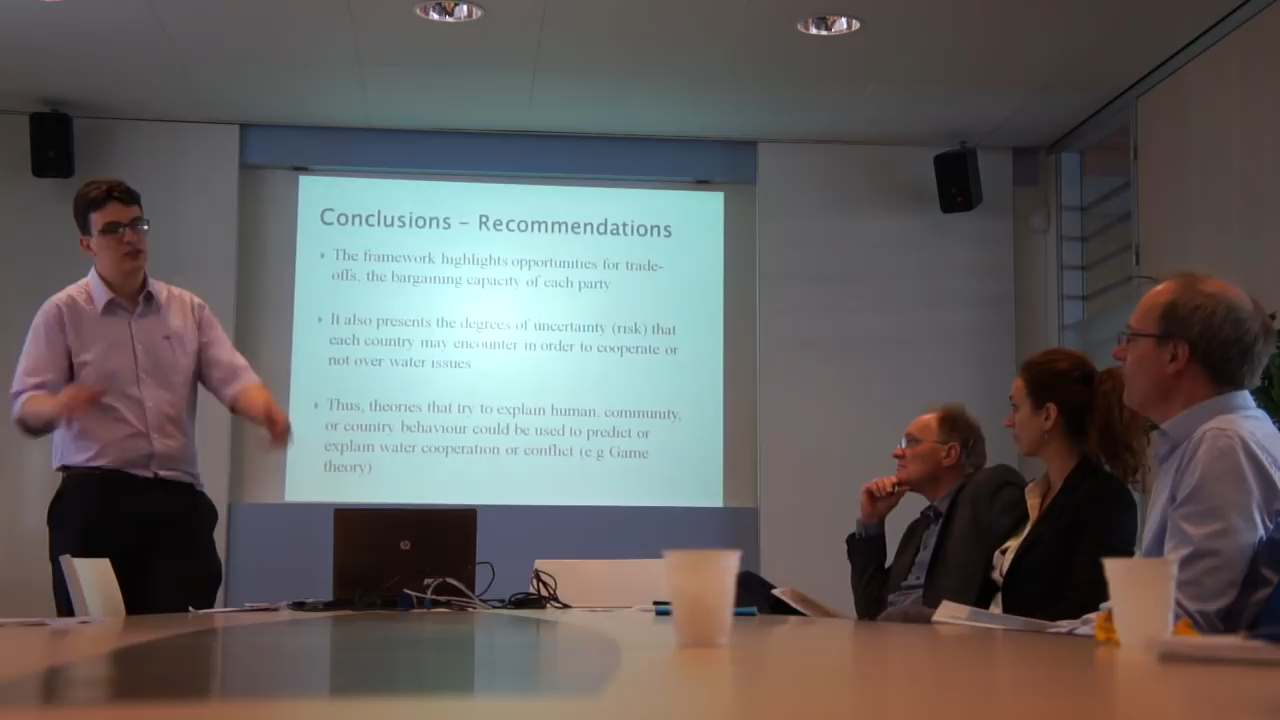 Conclusions – Recommendations
The framework highlights opportunities for trade-
offs, the bargaining capacity of each party
It also presents the degrees of uncertainty (risk) that
each country may encounter in order to cooperate or
not over water issues
Thus, theories that try to explain human, community,
or country behaviour could be used to predict or
explain water cooperation or conflict (e.g Game
theory)
hp